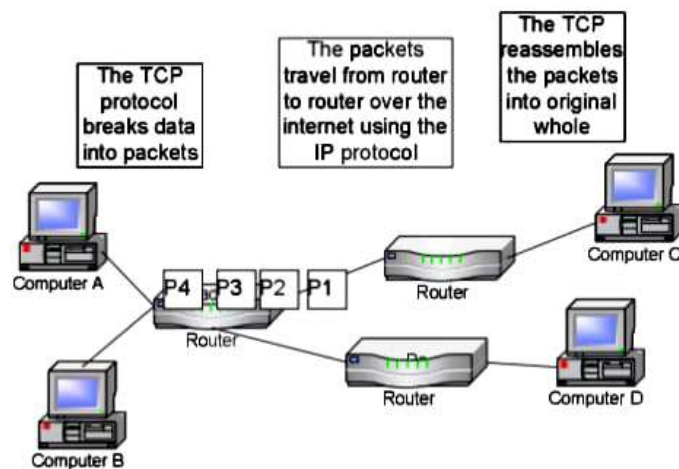 The TCP
protocol
breaks data
into packets
The packets
travel from router
to router over the
internet using the
IP protocol
The TCP
reassembles
the packets
into original
whole
Computer A
P4
P3
P2
P1
Router
Computer B
Router
Computer C
Router
Computer D